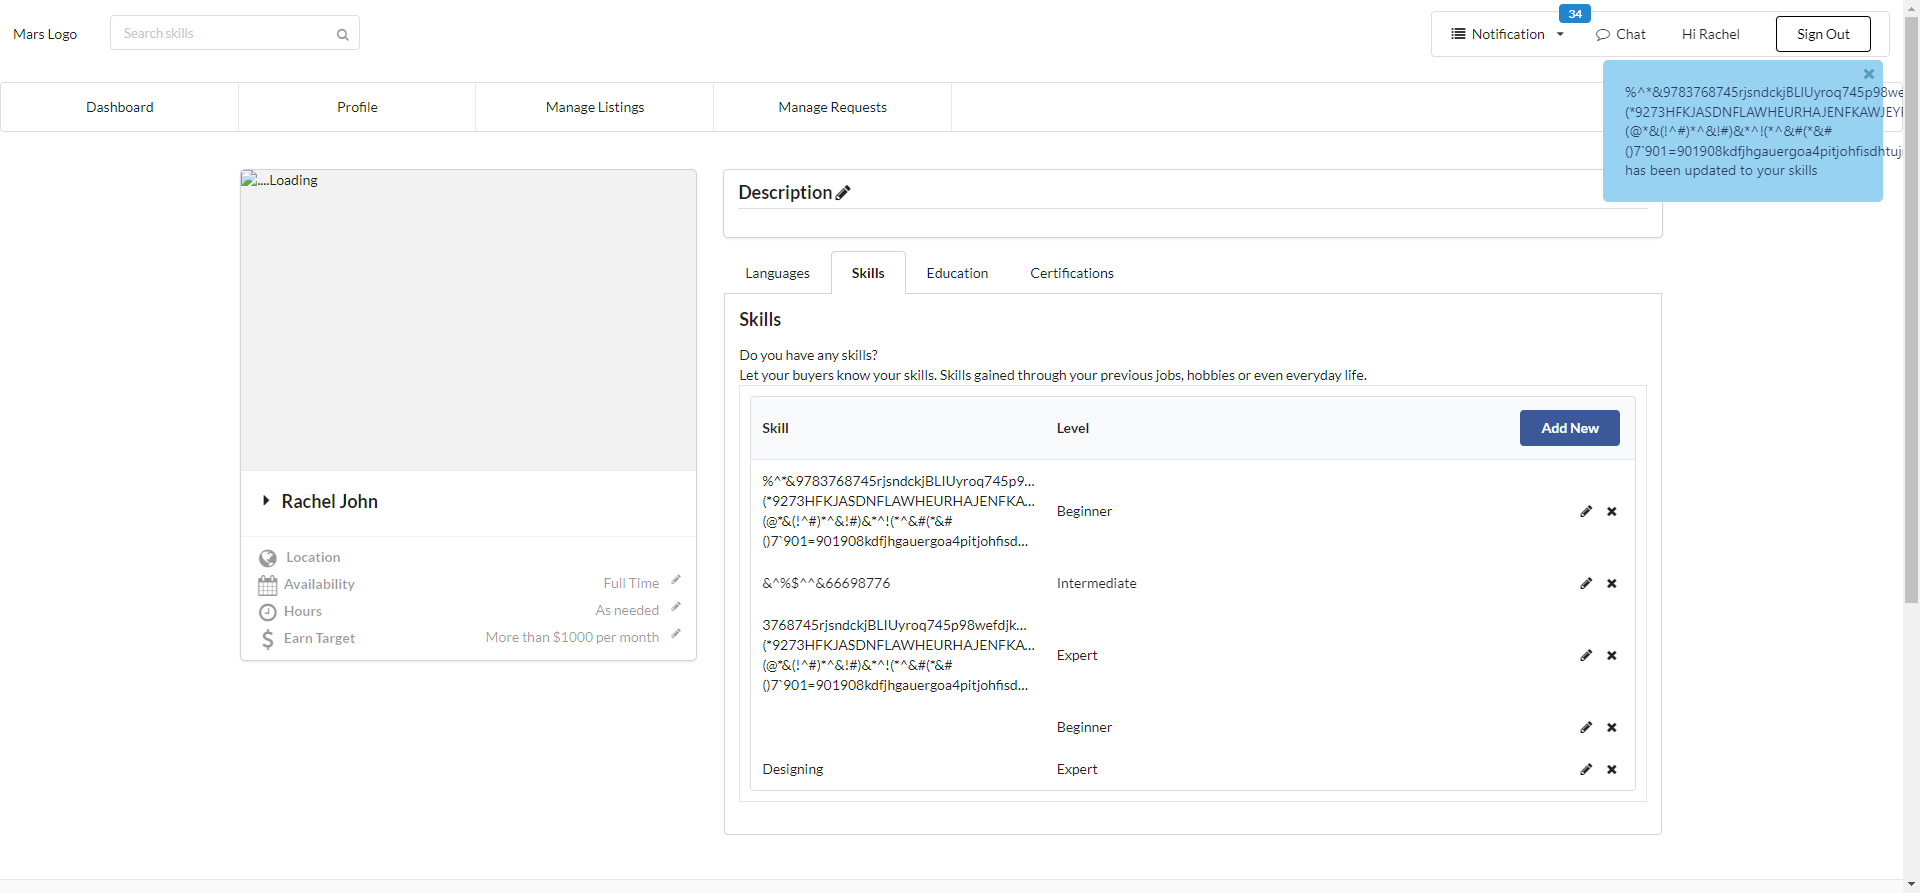 Mars Logo
Search skills
34
Notification
Chat
Hi Rachel
Sign Out
Dashboard
Profile
Manage Listings
Manage Requests
%^*&9783768745rjsndckjBLIUyroq745p98we
(*9273HFKJASDNFLAWHEURHAJENFKAWJEY
(@*&(!^#)*^&!#)&*^!(*^&#(*&#
()7`901=901908kdfjhgauergoa4pitjohfisdhtuj
has been updated to your skills
....Loading
Rachel John
Location
Availability
Full Time
Hours
As needed
Earn Target
More than $1000 per month
Description
Languages
Skills
Education
Certifications
Skills
Do you have any skills?
Let your buyers know your skills. Skills gained through your previous jobs, hobbies or even everyday life.
Skill
Level
Add New
%^*&9783768745rjsndckjBLIUyroq745p9...
(*9273HFKJASDNFLAWHEURHAJENFKA...
(@*&(!^#)*^&!#)&*^!(*^&#(*&#
()7`901=901908kdfjhgauergoa4pitjohfisd...
Beginner
&^%$^^&66698776
Intermediate
3768745rjsndckjBLIUyroq745p98wefdjk...
(*9273HFKJASDNFLAWHEURHAJENFKA...
(@*&(!^#)*^&!#)&*^!(*^&#(*&#
()7`901=901908kdfjhgauergoa4pitjohfisd...
Expert
Beginner
Designing
Expert